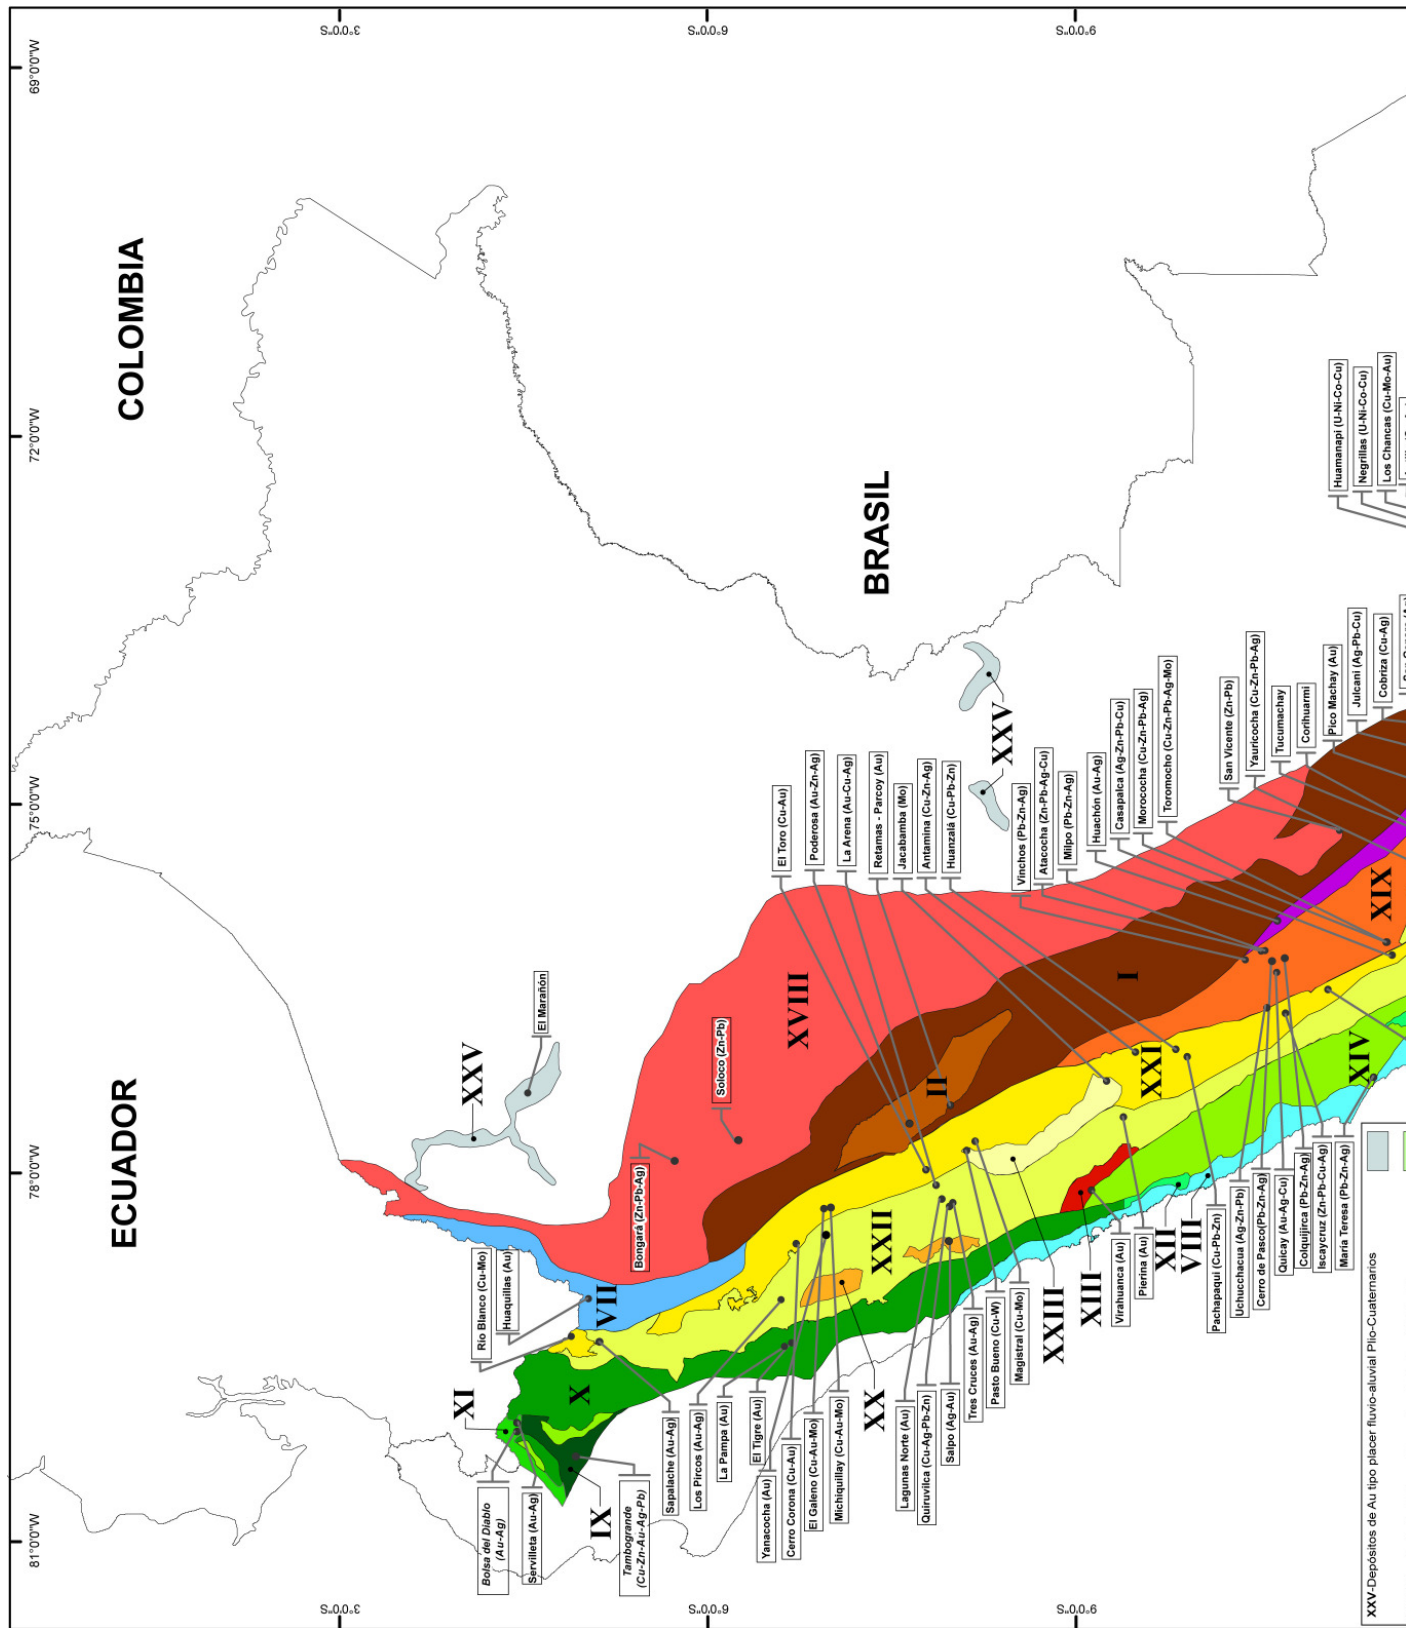 81°0'0"W
78°0'0"W
75°0'0"W
72°0'0"W
69°0'0"W
3°0'0"S
3°0'0"S
6°0'0"S
6°0'0"S
9°0'0"S
9°0'0"S
ECUADOR
COLOMBIA
BRASIL
XXV
El Marañón
Bongará (Zn-Pb-Ag)
Soloco (Zn-Pb)
XVIII
Río Blanco (Cu-Mo)
Huaquillas (Au)
VII
XI
X
IX
Bolsa del Diablo
(Au-Ag)
Servilleta (Au-Ag)
Tambogrande
(Cu-Zn-Au-Ag-Pb)
Sapalache (Au-Ag)
Los Pircos (Au-Ag)
La Pampa (Au)
El Tigre (Au)
Yanacocha (Au)
Cerro Corona (Cu-Au)
El Galeno (Cu-Au-Mo)
Michiquillay (Cu-Au-Mo)
XX
XXII
Lagunas Norte (Au)
Quiruvilca (Cu-Ag-Pb-Zn)
Salpo (Ag-Au)
Tres Cruces (Au-Ag)
Pasto Bueno (Cu-W)
Magistral (Cu-Mo)
XXIII
XIII
Virahuanca (Au)
Pierina (Au)
XII
VIII
Pachapaqui (Cu-Pb-Zn)
Uchucchacua (Ag-Zn-Pb)
Cerro de Pasco(Pb-Zn-Ag)
Quicay (Au-Ag-Cu)
Colquijirca (Pb-Zn-Ag)
Iscaycruz (Zn-Pb-Cu-Ag)
María Teresa (Pb-Zn-Ag)
XIV
XXI
II
I
XIX
El Toro (Cu-Au)
Poderosa (Au-Zn-Ag)
La Arena (Au-Cu-Ag)
Retamas - Parcoy (Au)
Jacabamba (Mo)
Antamina (Cu-Zn-Ag)
Huanzalá (Cu-Pb-Zn)
XXV
Vinchos (Pb-Zn-Ag)
Atacocha (Zn-Pb-Ag-Cu)
Milpo (Pb-Zn-Ag)
Huachón (Au-Ag)
Casapalca (Ag-Zn-Pb-Cu)
Morococha (Cu-Zn-Pb-Ag)
Toromocho (Cu-Zn-Pb-Ag-Mo)
San Vicente (Zn-Pb)
Yauricocha (Cu-Zn-Pb-Ag)
Tucumachay
Corihuarmi
Pico Machay (Au)
Julcani (Ag-Pb-Cu)
Cobriza (Cu-Ag)
Huamanapi (U-Ni-Co-Cu)
Negrillas (U-Ni-Co-Cu)
Los Chancas (Cu-Mo-Au)
XXV-Depósitos de Au tipo placer fluvio-aluvial Plio-Cuaternarios